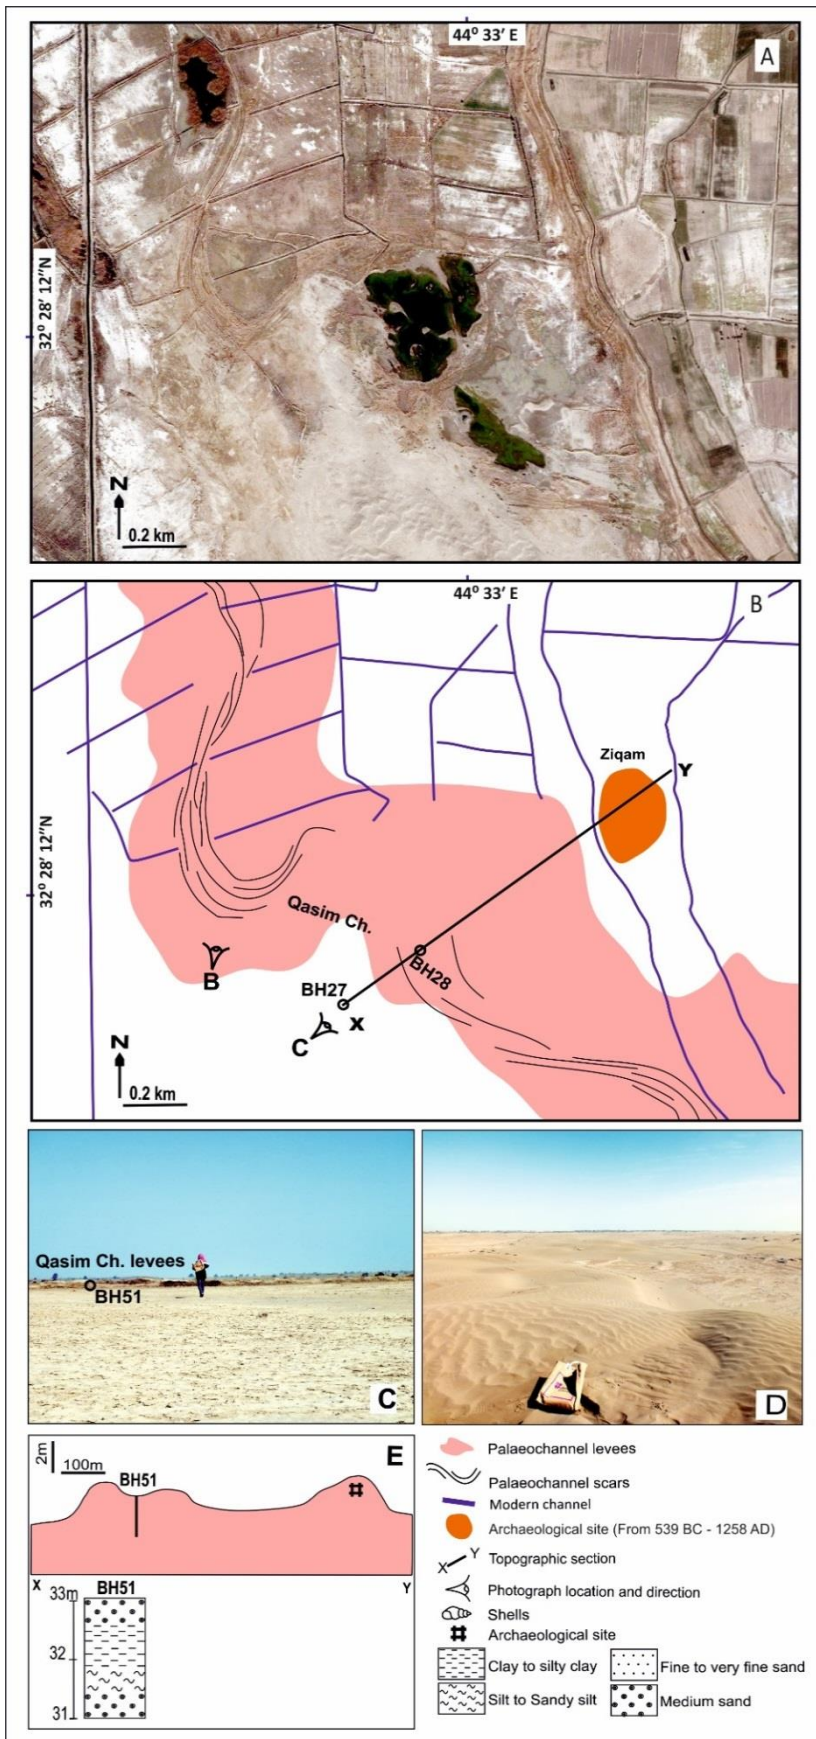 44° 33′ E
A
32° 28′ 12″N
N
0.2 km
44° 33′ E
B
Ziqam
Y
32° 28′ 12″N
Qasim Ch.
BH28
B
BH27
X
C
N
0.2 km
Qasim Ch. levees
BH51
C
D
2m
100m
E
BH51
X
Y
BH51
33m
32
31
Palaeochannel levees
Palaeochannel scars
Modern channel
Archaeological site (From 539 BC - 1258 AD)
X Y Topographic section
Photograph location and direction
Shells
Archaeological site
Clay to silty clay
Fine to very fine sand
Silt to Sandy silt
Medium sand